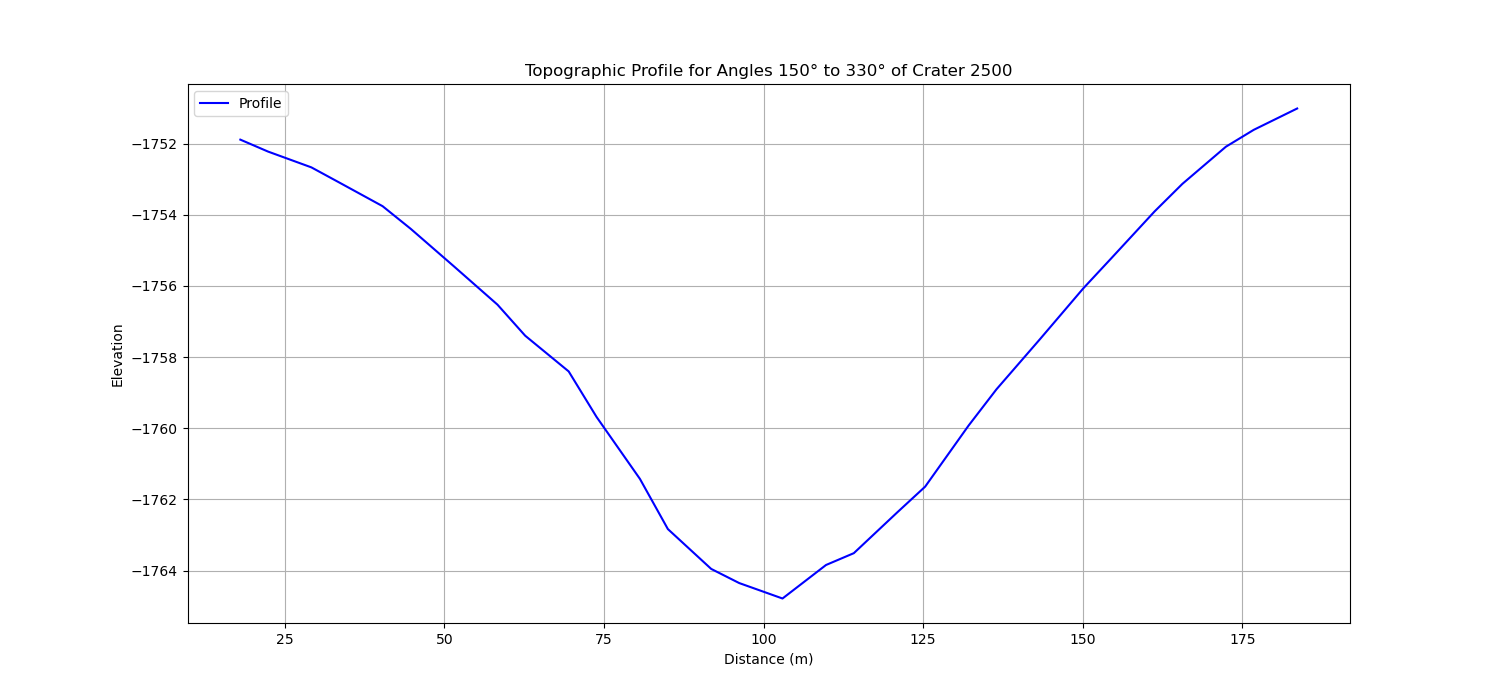 Topographic Profile for Angles 150° to 330° of Crater 2500
Profile
−1752
−1754
−1756
−1758
−1760
−1762
−1764
Elevation
25 50 75 100 125 150 175
Distance (m)